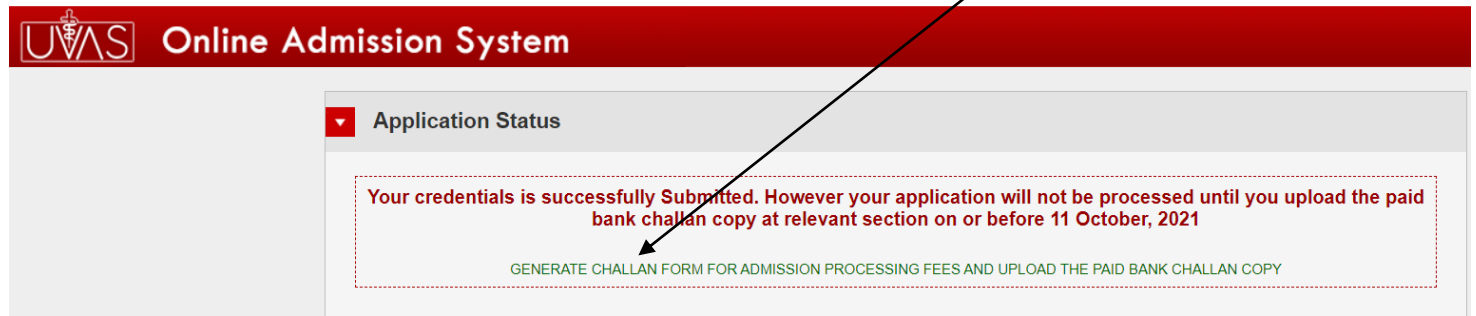 UVAS Online Admission System
Application Status
Your credentials is successfully Submitted. However your application will not be processed until you upload the paid
bank challan copy at relevant section on or before 11 October, 2021
GENERATE CHALLAN FORM FOR ADMISSION PROCESSING FEES AND UPLOAD THE PAID BANK CHALLAN COPY